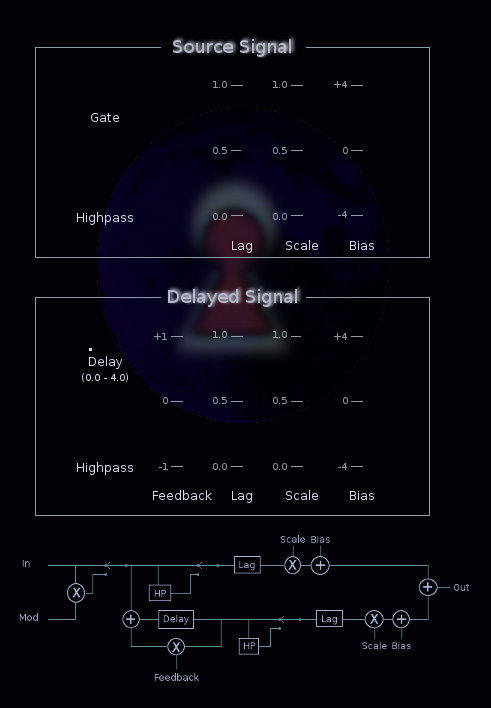 Source Signal
1.0 1.0 +4
Gate
0.5 0.5 0
Highpass 0.0 0.0 -4
Lag Scale Bias
Delayed Signal
+1 1.0 1.0 +4
Delay
(0.0 - 4.0)
0 0.5 0.5 0
Highpass -1 0.0 0.0 -4
Feedback Lag Scale Bias
Scale Bias
In Lag X +
X HP + Out
Mod + Delay Lag X +
X HP Scale Bias
Feedback